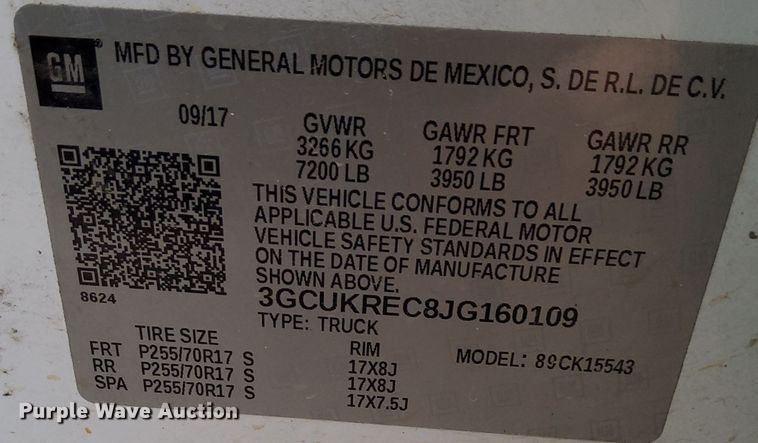 GM
MFD BY GENERAL MOTORS DE MEXICO, S. DE R.L. DE C.V.
09/17 GVWR GAWR FRT GAWR RR
3266 KG 1792 KG 1792 KG
7200 LB 3950 LB 3950 LB
THIS VEHICLE CONFORMS TO ALL
APPLICABLE U.S. FEDERAL MOTOR
VEHICLE SAFETY STANDARDS IN EFFECT
ON THE DATE OF MANUFACTURE
SHOWN ABOVE.
8624
3GCUKREC8JG160109
TYPE: TRUCK
TIRE SIZE RIM MODEL: 89CK15543
FRT P255/70R17 S 17X8J
RR P255/70R17 S 17X8J
SPA P255/70R17 S 17X7.5J
Purple Wave Auction